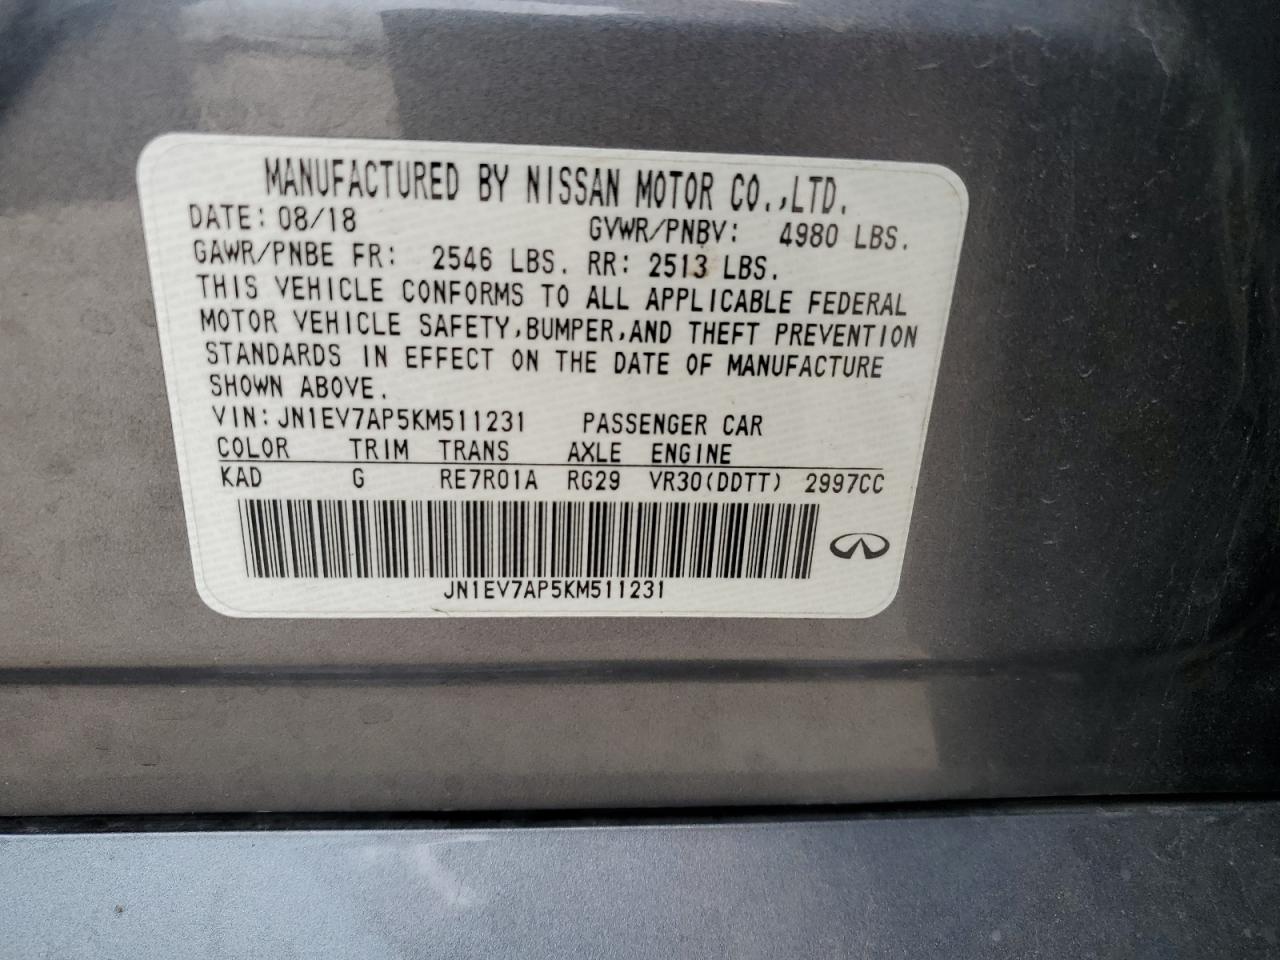 MANUFACTURED BY NISSAN MOTOR CO.,LTD.
DATE: 08/18 GVWR/PNBV: 4980 LBS.
GAWR/PNBE FR: 2546 LBS. RR: 2513 LBS.
THIS VEHICLE CONFORMS TO ALL APPLICABLE FEDERAL
MOTOR VEHICLE SAFETY,BUMPER,AND THEFT PREVENTION
STANDARDS IN EFFECT ON THE DATE OF MANUFACTURE
SHOWN ABOVE.
VIN: JN1EV7AP5KM511231 PASSENGER CAR
COLOR TRIM TRANS AXLE ENGINE
KAD G RE7R01A RG29 VR30(DDTT) 2997CC
JN1EV7AP5KM511231